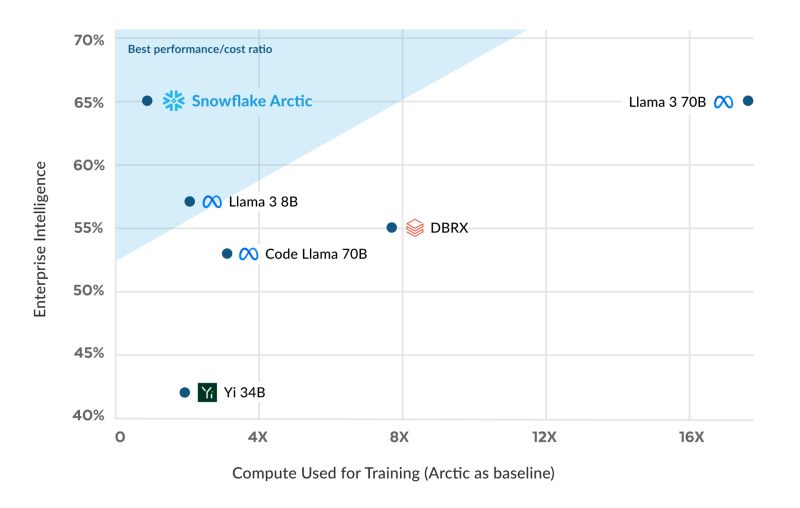 70%
Best performance/cost ratio
65%
Snowflake Arctic
Llama 3 70B
60%
Llama 3 8B
55%
DBRX
Code Llama 70B
50%
45%
Yi
Yi 34B
40%
0
4X
8X
12X
16X
Enterprise Intelligence
Compute Used for Training (Arctic as baseline)